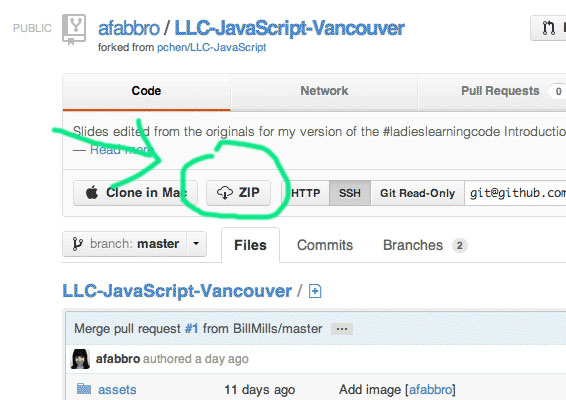 PUBLIC afabbro / LLC-JavaScript-Vancouver
forked from pchen/LLC-JavaScript
Code Network Pull Requests 0
Slides edited from the originals for my version of the #ladieslearningcode Introductio
— Read more
Clone in Mac ZIP HTTP SSH Git Read-Only git@github.com
branch: master Files Commits Branches 2
LLC-JavaScript-Vancouver /
Merge pull request #1 from BillMills/master ...
afabbro authored a day ago
assets 11 days ago Add image [afabbro]